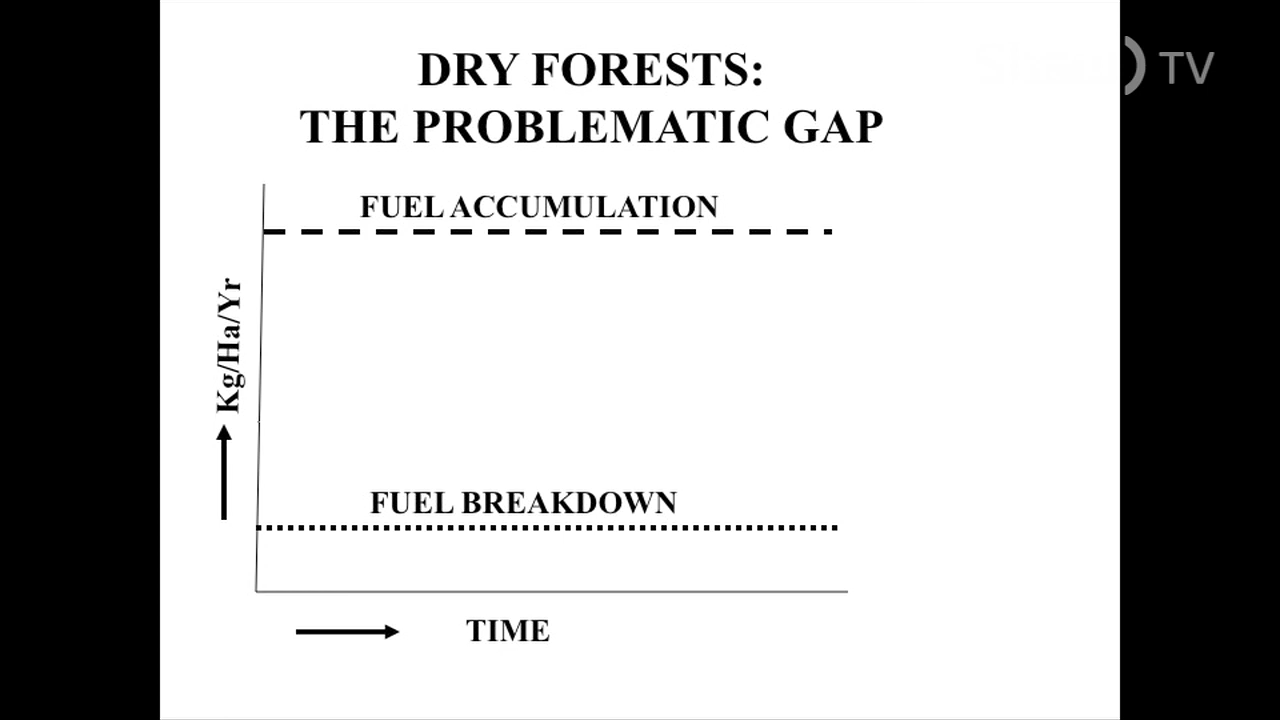 DRY FORESTS:
THE PROBLEMATIC GAP
TV
FUEL ACCUMULATION
Kg/Ha/Yr
FUEL BREAKDOWN
TIME